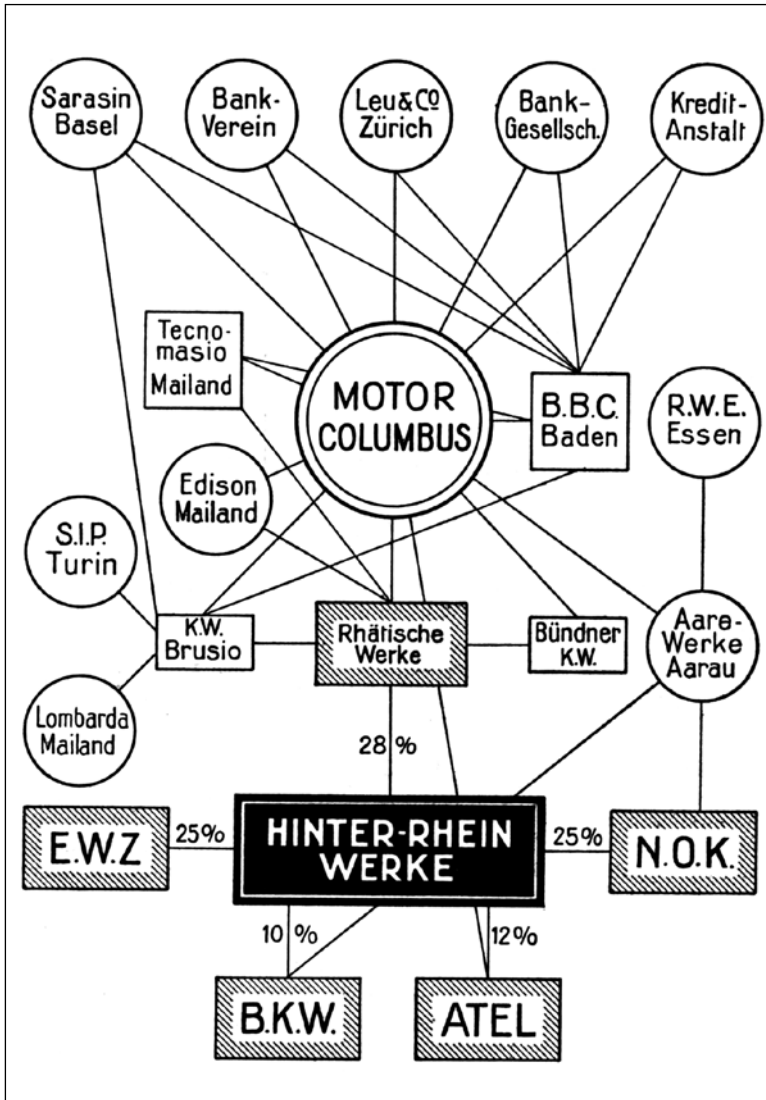 Sarasin
Basel
Bank-
Verein
Leu&Cº
Zürich
Bank-
Gesellsch.
Kredit-
Anstalt
Tecno-
masio
Mailand
MOTOR
COLUMBUS
B.B.C.
Baden
R.W.E.
Essen
Edison
Mailand
S.I.P.
Turin
K.W.
Brusio
Rhätische
Werke
Bündner
K.W.
Aare-
Werke
Aarau
Lombarda
Mailand
28 %
E.W.Z
25%
HINTER-RHEIN
WERKE
25%
N.O.K.
10 %
12%
B.K.W.
ATEL